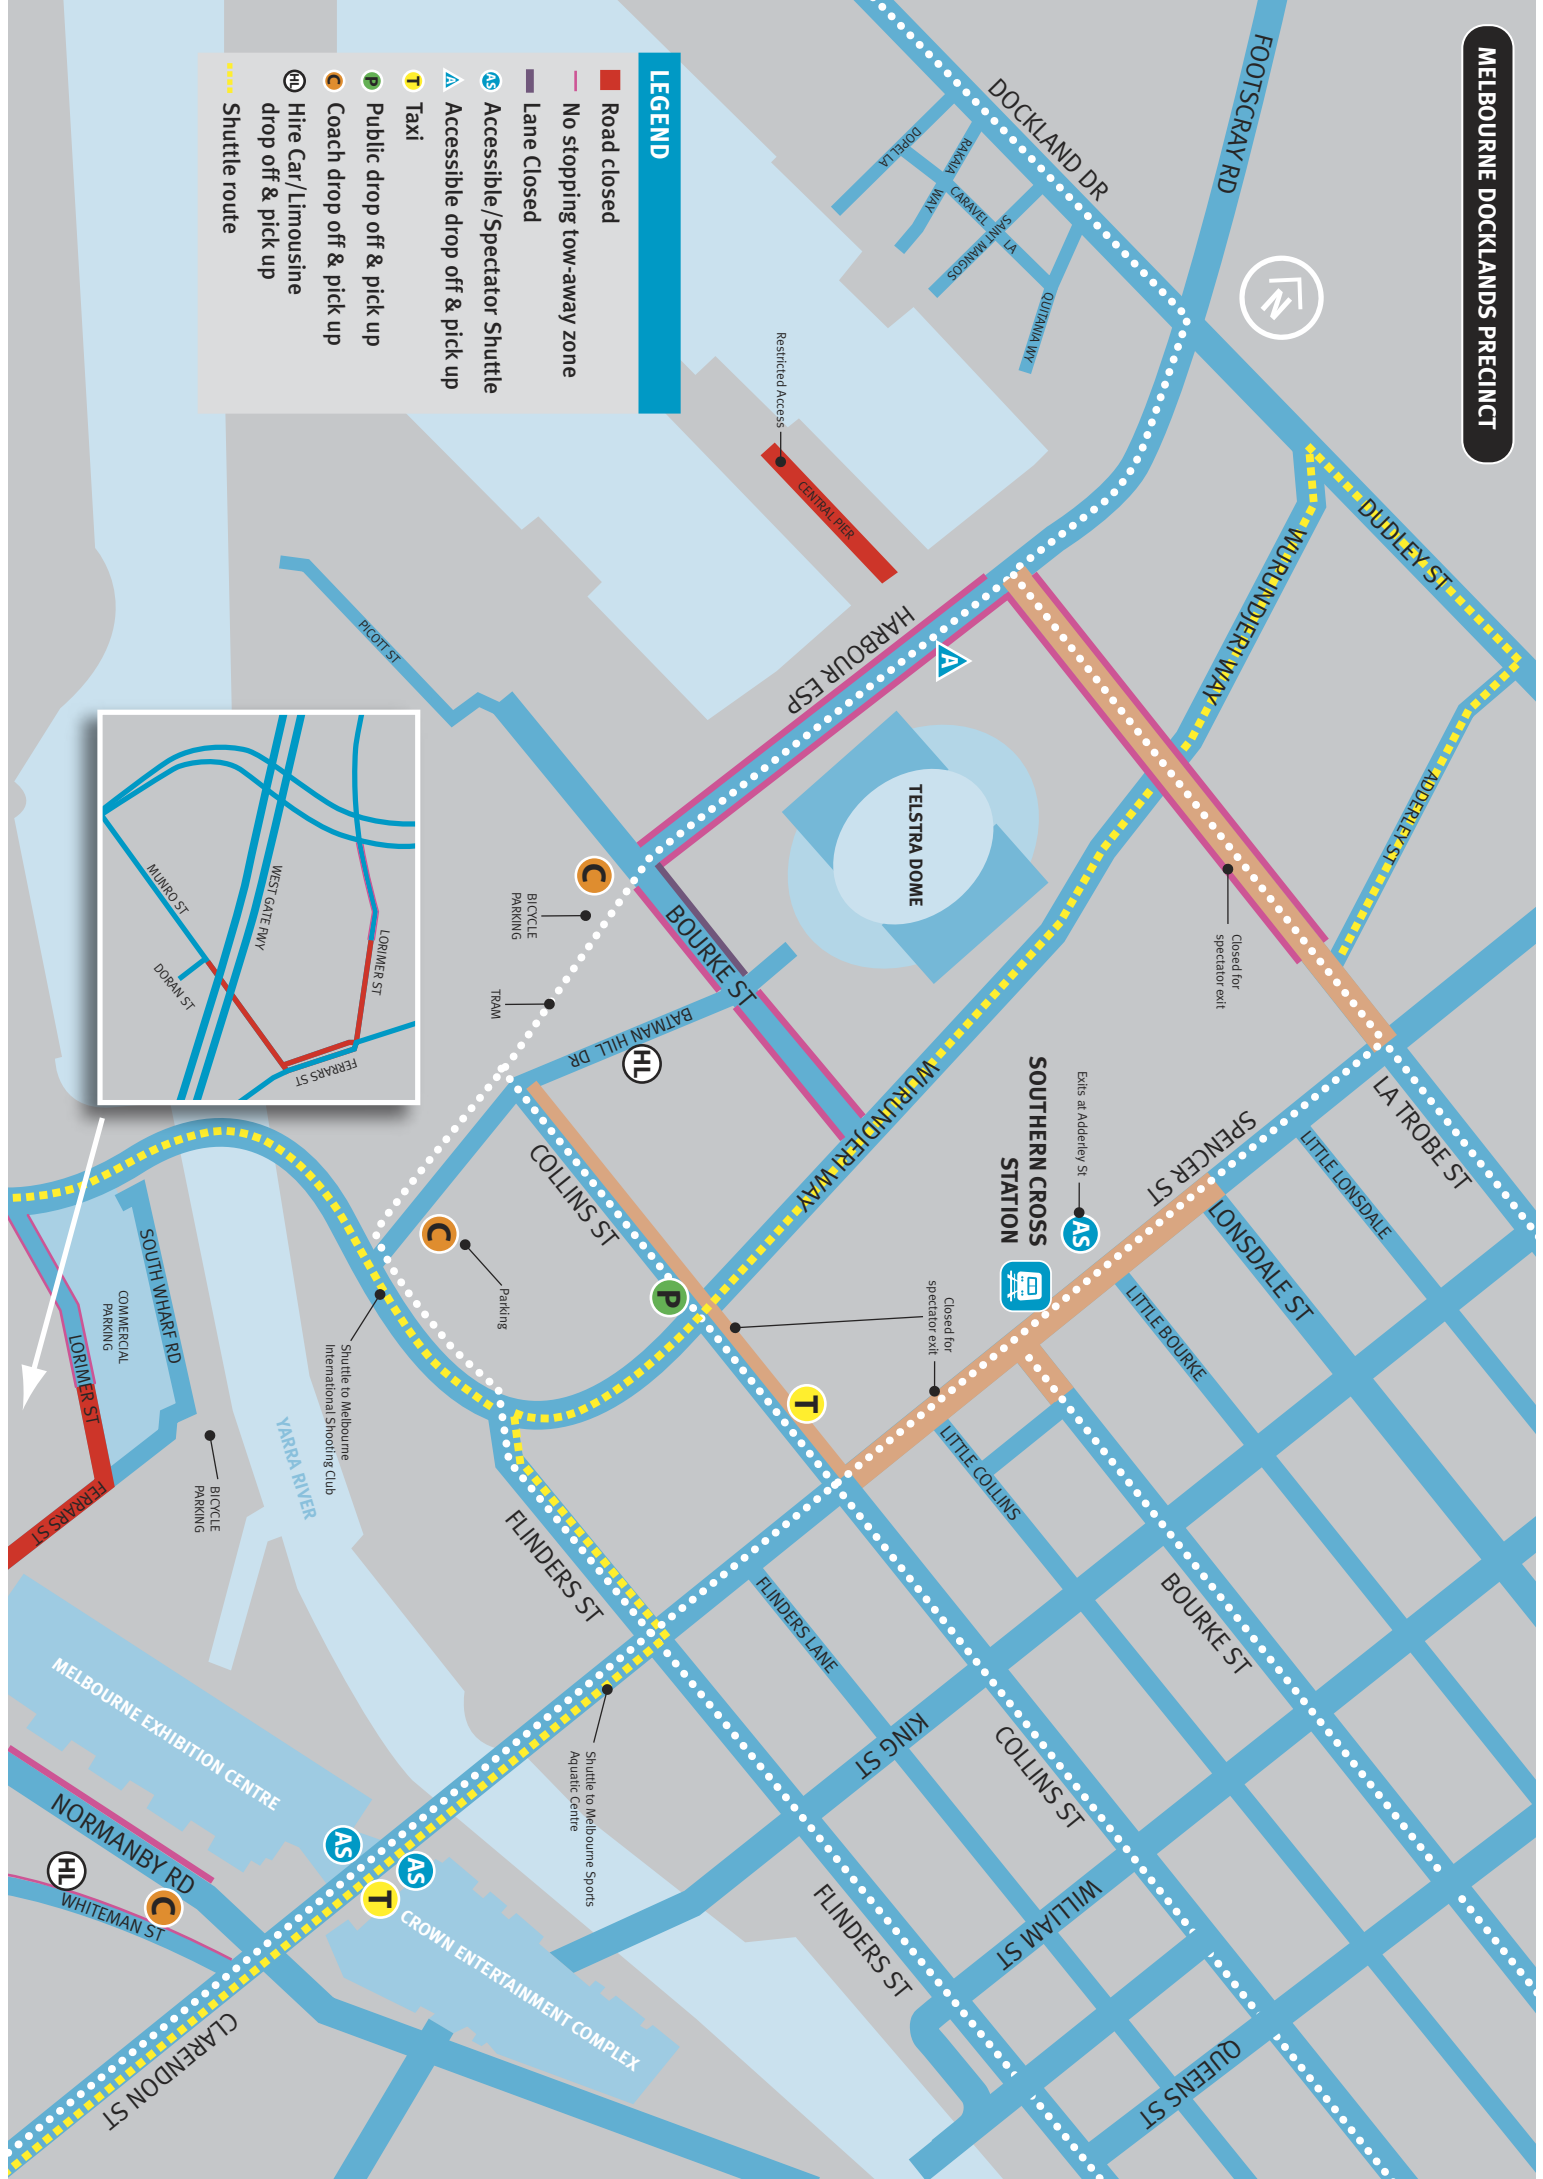 MELBOURNE DOCKLANDS PRECINCT
N
FOOTSCRAY RD
DOCKLAND DR
DOPEL LA
RAKAIA
WAY
CARAVEL
LA
SAINT MANGOS
QUITANIA WY
LEGEND
Road closed
No stopping tow-away zone
Lane Closed
AS Accessible/Spectator Shuttle
A Accessible drop off & pick up
T Taxi
P Public drop off & pick up
C Coach drop off & pick up
HL Hire Car/Limousine
drop off & pick up
Shuttle route
Restricted Access
CENTRAL PIER
DUDLEY ST
WURUNDJERI WAY
ADDERLEY ST
HARBOUR ESP
A
PICOTT ST
TELSTRA DOME
Closed for
spectator exit
C
BICYCLE
PARKING
BOURKE ST
TRAM
BATMAN HILL DR
HL
WURUNDJERI WAY
COLLINS ST
SOUTHERN CROSS
STATION
Exits at Adderley St
AS
SPENCER ST
LA TROBE ST
LITTLE LONSDALE
LONSDALE ST
LITTLE BOURKE
Closed for
spectator exit
LITTLE COLLINS
P
T
C
Parking
Shuttle to Melbourne
International Shooting Club
MUNRO ST
WEST GATE FWY
LORIMER ST
DORAN ST
FERRARS ST
SOUTH WHARF RD
COMMERCIAL
PARKING
LORIMER ST
FERRARS ST
BICYCLE
PARKING
YARRA RIVER
FLINDERS ST
FLINDERS LANE
BOURKE ST
KING ST
COLLINS ST
Shuttle to Melbourne Sports
Aquatic Centre
MELBOURNE EXHIBITION CENTRE
NORMANBY RD
HL
C
WHITEMAN ST
AS
AS
T
CROWN ENTERTAINMENT COMPLEX
FLINDERS ST
WILLIAM ST
QUEENS ST
CLARENDON ST